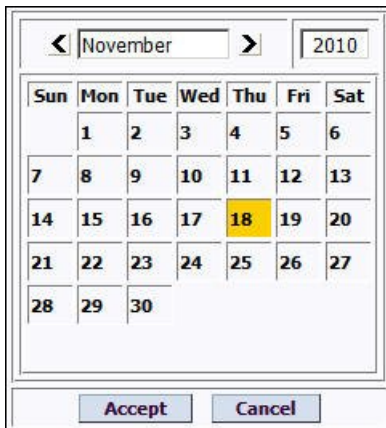 November 2010
Sun Mon Tue Wed Thu Fri Sat
1 2 3 4 5 6
7 8 9 10 11 12 13
14 15 16 17 18 19 20
21 22 23 24 25 26 27
28 29 30
Accept Cancel